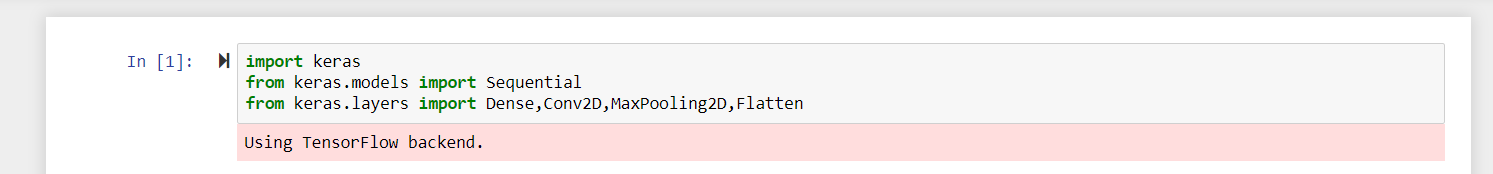 In [1]:
import keras
from keras.models import Sequential
from keras.layers import Dense,Conv2D,MaxPooling2D,Flatten
Using TensorFlow backend.